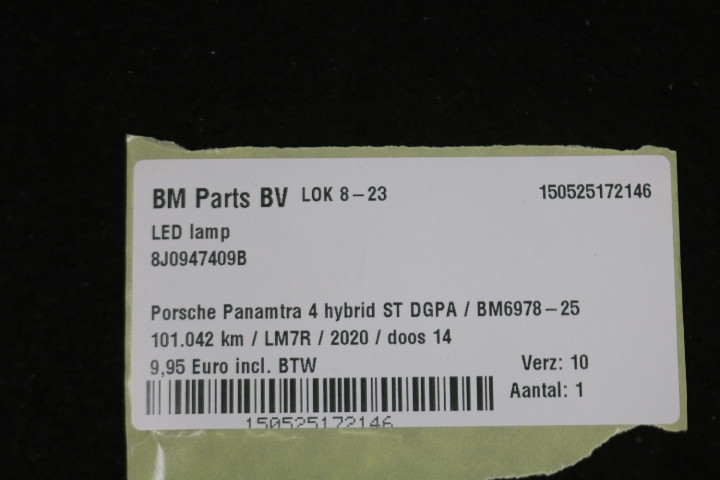 BM Parts BV LOK 8-23 150525172146
LED lamp
8J0947409B
Porsche Panamtra 4 hybrid ST DGPA / BM6978-25
101.042 km / LM7R / 2020 / doos 14
9,95 Euro incl. BTW Verz: 10
Aantal: 1
150525172146